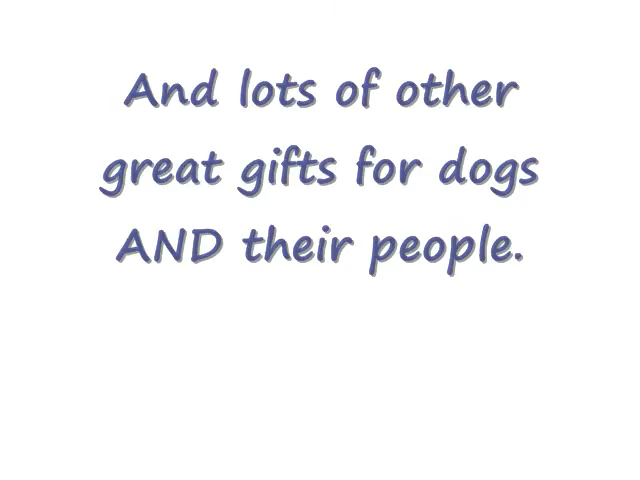 And lots of other
great gifts for dogs
AND their people.